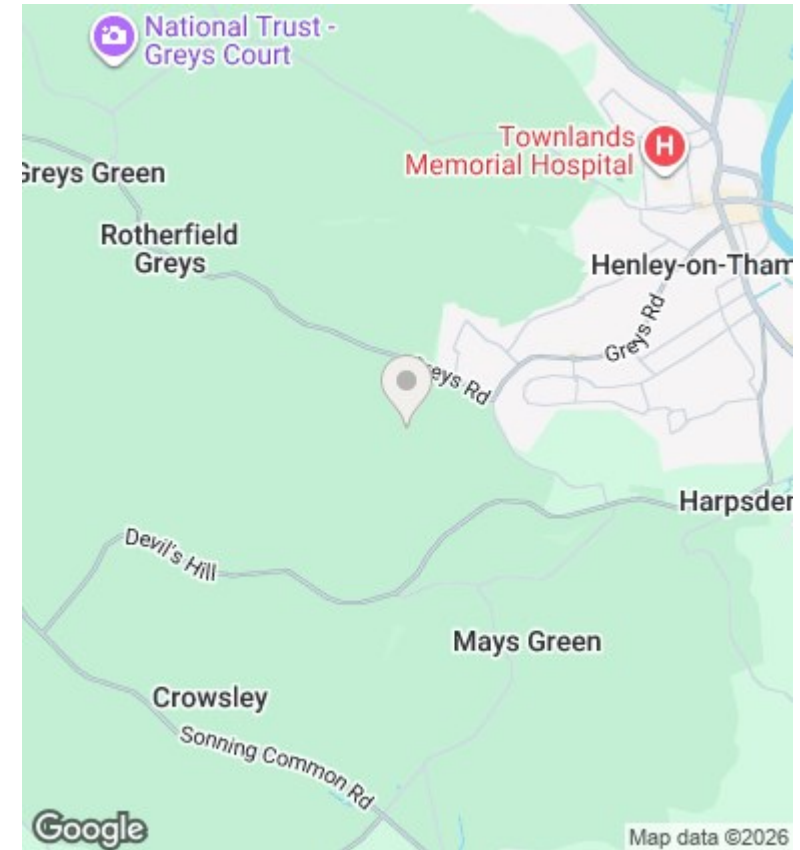 National Trust -
Greys Court
Townlands
Memorial Hospital
H
Greys Green
Rotherfield
Greys
Henley-on-Tham
Greys Rd
Greys Rd
Harpsden
Devil's Hill
Mays Green
Crowsley
Sonning Common Rd
Google
Map data ©2026